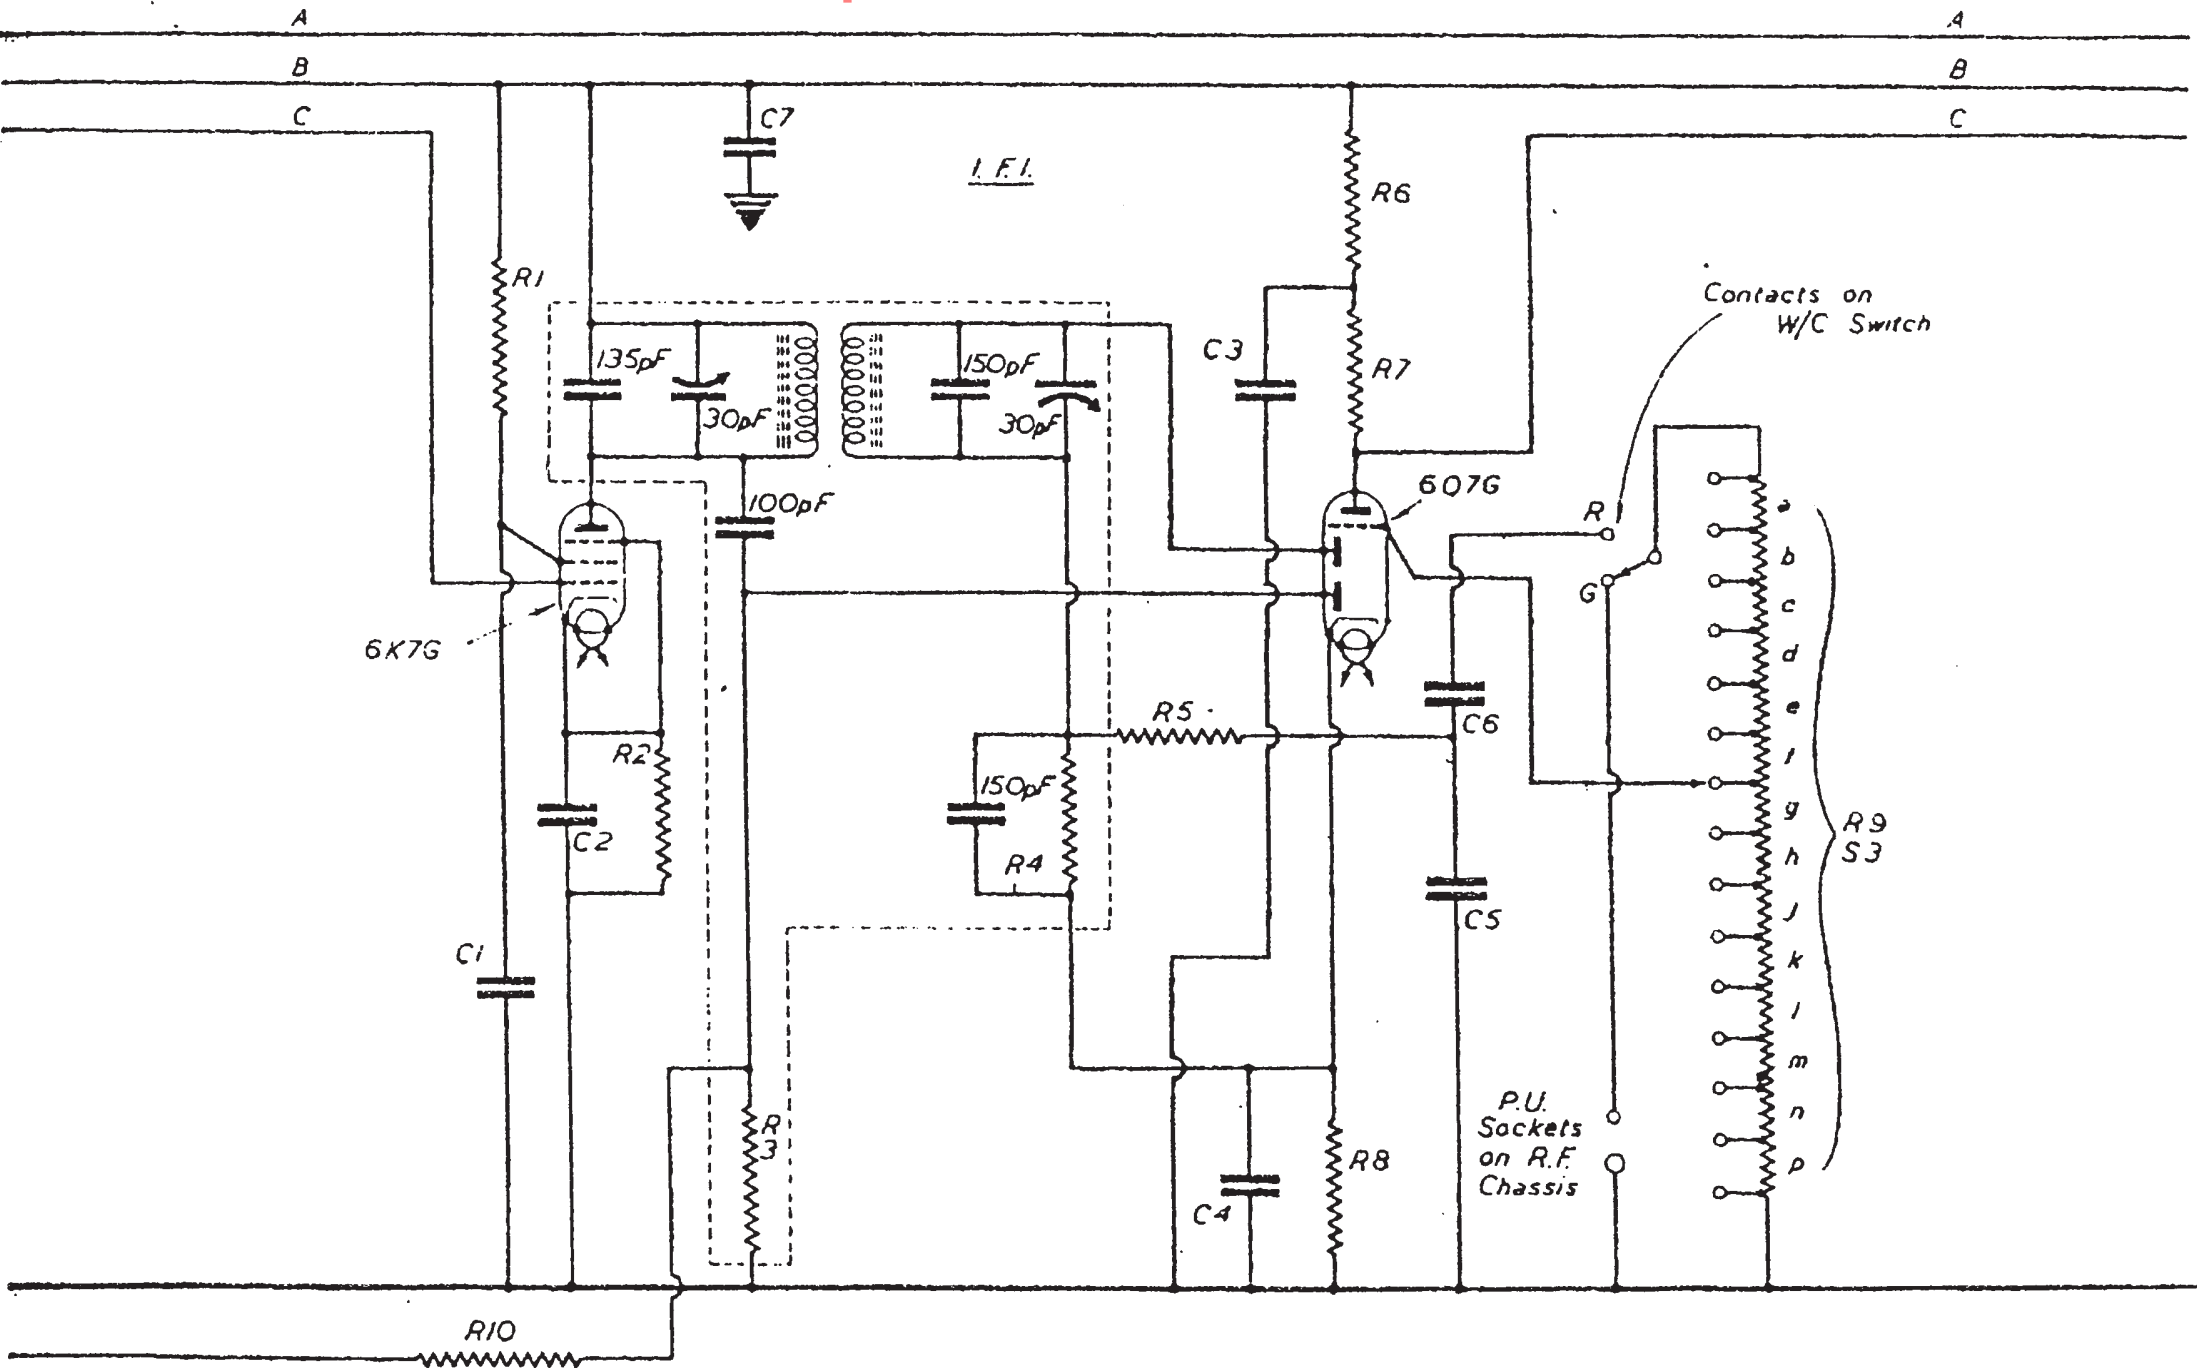 A
A
B
B
C
C
C7
I.F.I.
R6
R1
Contacts on
W/C Switch
135pF
150pF
C3
R7
30pF
30pF
6Q7G
100pF
R
a
b
G
c
6K7G
d
R5
e
C6
R2
f
150pF
g
R9
C2
S3
h
R4
j
C5
C1
k
l
m
P.U.
n
Sockets
R
3
on R.F.
R8
p
Chassis
C4
R10